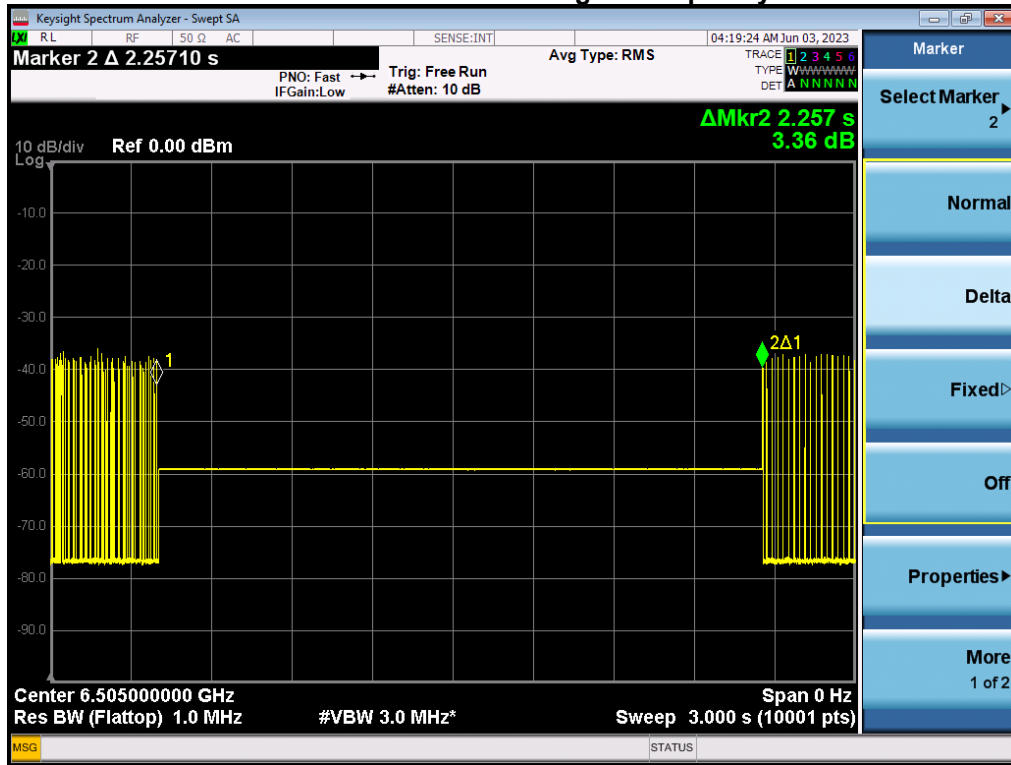 Keysight Spectrum Analyzer - Swept SA
LXI RL RF 50 Ω AC SENSE:INT 04:19:24 AM Jun 03, 2023
Marker 2 Δ 2.25710 s
PNO: Fast
IFGain:Low
Trig: Free Run
#Atten: 10 dB
Avg Type: RMS
TRACE 1 2 3 4 5 6
TYPE WWWWWW
DET A N N N N N
ΔMkr2 2.257 s
3.36 dB
10 dB/div Ref 0.00 dBm
Log
-10.0
-20.0
-30.0
2Δ1
1
-40.0
-50.0
-60.0
-70.0
-80.0
-90.0
Center 6.505000000 GHz Span 0 Hz
Res BW (Flattop) 1.0 MHz #VBW 3.0 MHz* Sweep 3.000 s (10001 pts)
MSG STATUS
Marker
Select Marker
2
Normal
Delta
Fixed
Off
Properties
More
1 of 2